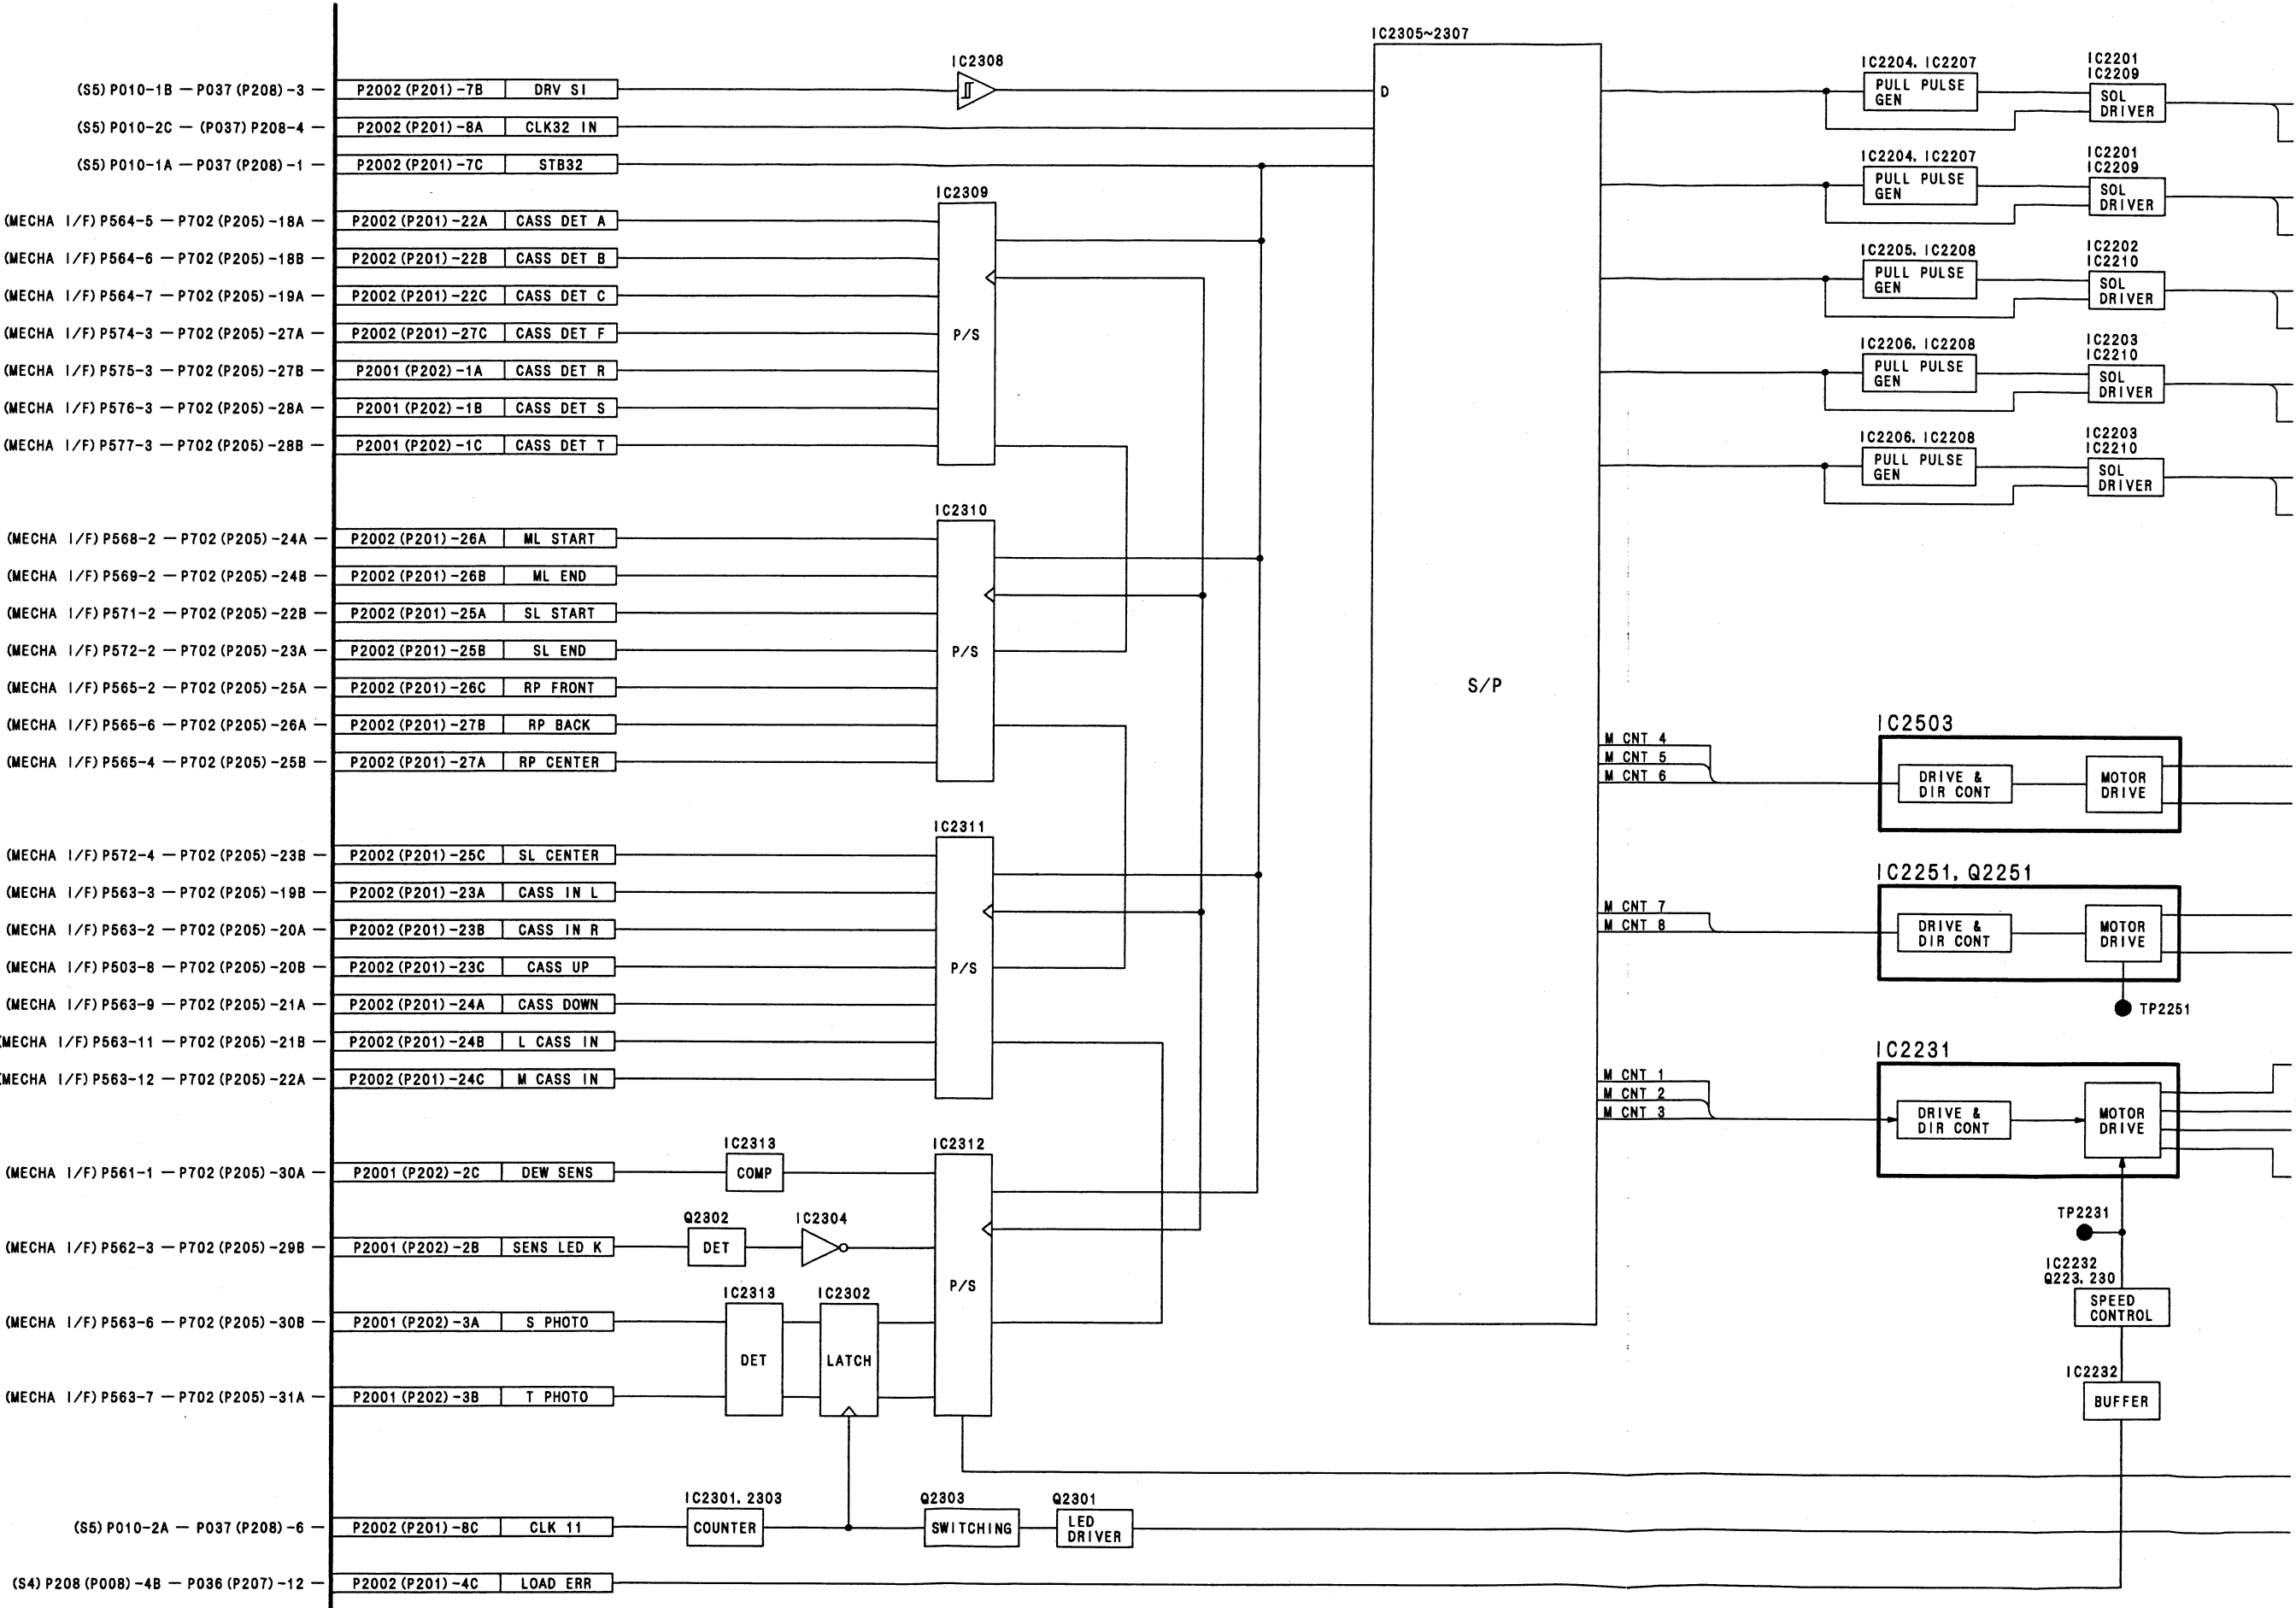 IC2305~2307
IC2308
(S5) P010-1B — P037 (P208) -3 — P2002 (P201) -7B DRV SI
D
(S5) P010-2C — (P037) P208-4 — P2002 (P201) -8A CLK32 IN
(S5) P010-1A — P037 (P208) -1 — P2002 (P201) -7C STB32
IC2309
(MECHA I/F) P564-5 — P702 (P205) -18A — P2002 (P201) -22A CASS DET A
(MECHA I/F) P564-6 — P702 (P205) -18B — P2002 (P201) -22B CASS DET B
(MECHA I/F) P564-7 — P702 (P205) -19A — P2002 (P201) -22C CASS DET C
(MECHA I/F) P574-3 — P702 (P205) -27A — P2002 (P201) -27C CASS DET F
P/S
(MECHA I/F) P575-3 — P702 (P205) -27B — P2001 (P202) -1A CASS DET R
(MECHA I/F) P576-3 — P702 (P205) -28A — P2001 (P202) -1B CASS DET S
(MECHA I/F) P577-3 — P702 (P205) -28B — P2001 (P202) -1C CASS DET T
IC2310
(MECHA I/F) P568-2 — P702 (P205) -24A — P2002 (P201) -26A ML START
(MECHA I/F) P569-2 — P702 (P205) -24B — P2002 (P201) -26B ML END
(MECHA I/F) P571-2 — P702 (P205) -22B — P2002 (P201) -25A SL START
(MECHA I/F) P572-2 — P702 (P205) -23A — P2002 (P201) -25B SL END
P/S
(MECHA I/F) P565-2 — P702 (P205) -25A — P2002 (P201) -26C RP FRONT
(MECHA I/F) P565-6 — P702 (P205) -26A — P2002 (P201) -27B RP BACK
(MECHA I/F) P565-4 — P702 (P205) -25B — P2002 (P201) -27A RP CENTER
IC2311
(MECHA I/F) P572-4 — P702 (P205) -23B — P2002 (P201) -25C SL CENTER
(MECHA I/F) P563-3 — P702 (P205) -19B — P2002 (P201) -23A CASS IN L
(MECHA I/F) P563-2 — P702 (P205) -20A — P2002 (P201) -23B CASS IN R
(MECHA I/F) P503-8 — P702 (P205) -20B — P2002 (P201) -23C CASS UP
P/S
(MECHA I/F) P563-9 — P702 (P205) -21A — P2002 (P201) -24A CASS DOWN
(MECHA I/F) P563-11 — P702 (P205) -21B — P2002 (P201) -24B L CASS IN
(MECHA I/F) P563-12 — P702 (P205) -22A — P2002 (P201) -24C M CASS IN
IC2313
IC2312
(MECHA I/F) P561-1 — P702 (P205) -30A — P2001 (P202) -2C DEW SENS
COMP
Q2302
IC2304
(MECHA I/F) P562-3 — P702 (P205) -29B — P2001 (P202) -2B SENS LED K
DET
P/S
IC2313
IC2302
(MECHA I/F) P563-6 — P702 (P205) -30B — P2001 (P202) -3A S PHOTO
DET
LATCH
(MECHA I/F) P563-7 — P702 (P205) -31A — P2001 (P202) -3B T PHOTO
IC2301, 2303
Q2303
Q2301
(S5) P010-2A — P037 (P208) -6 — P2002 (P201) -8C CLK 11
COUNTER
SWITCHING
LED
DRIVER
(S4) P208 (P008) -4B — P036 (P207) -12 — P2002 (P201) -4C LOAD ERR
S/P
IC2204, IC2207
PULL PULSE
GEN
IC2201
IC2209
SOL
DRIVER
IC2204, IC2207
PULL PULSE
GEN
IC2201
IC2209
SOL
DRIVER
IC2205, IC2208
PULL PULSE
GEN
IC2202
IC2210
SOL
DRIVER
IC2206, IC2208
PULL PULSE
GEN
IC2203
IC2210
SOL
DRIVER
IC2206, IC2208
PULL PULSE
GEN
IC2203
IC2210
SOL
DRIVER
M CNT 4
M CNT 5
M CNT 6
IC2503
DRIVE &
DIR CONT
MOTOR
DRIVE
M CNT 7
M CNT 8
IC2251, Q2251
DRIVE &
DIR CONT
MOTOR
DRIVE
TP2251
M CNT 1
M CNT 2
M CNT 3
IC2231
DRIVE &
DIR CONT
MOTOR
DRIVE
TP2231
IC2232
Q223, 230
SPEED
CONTROL
IC2232
BUFFER